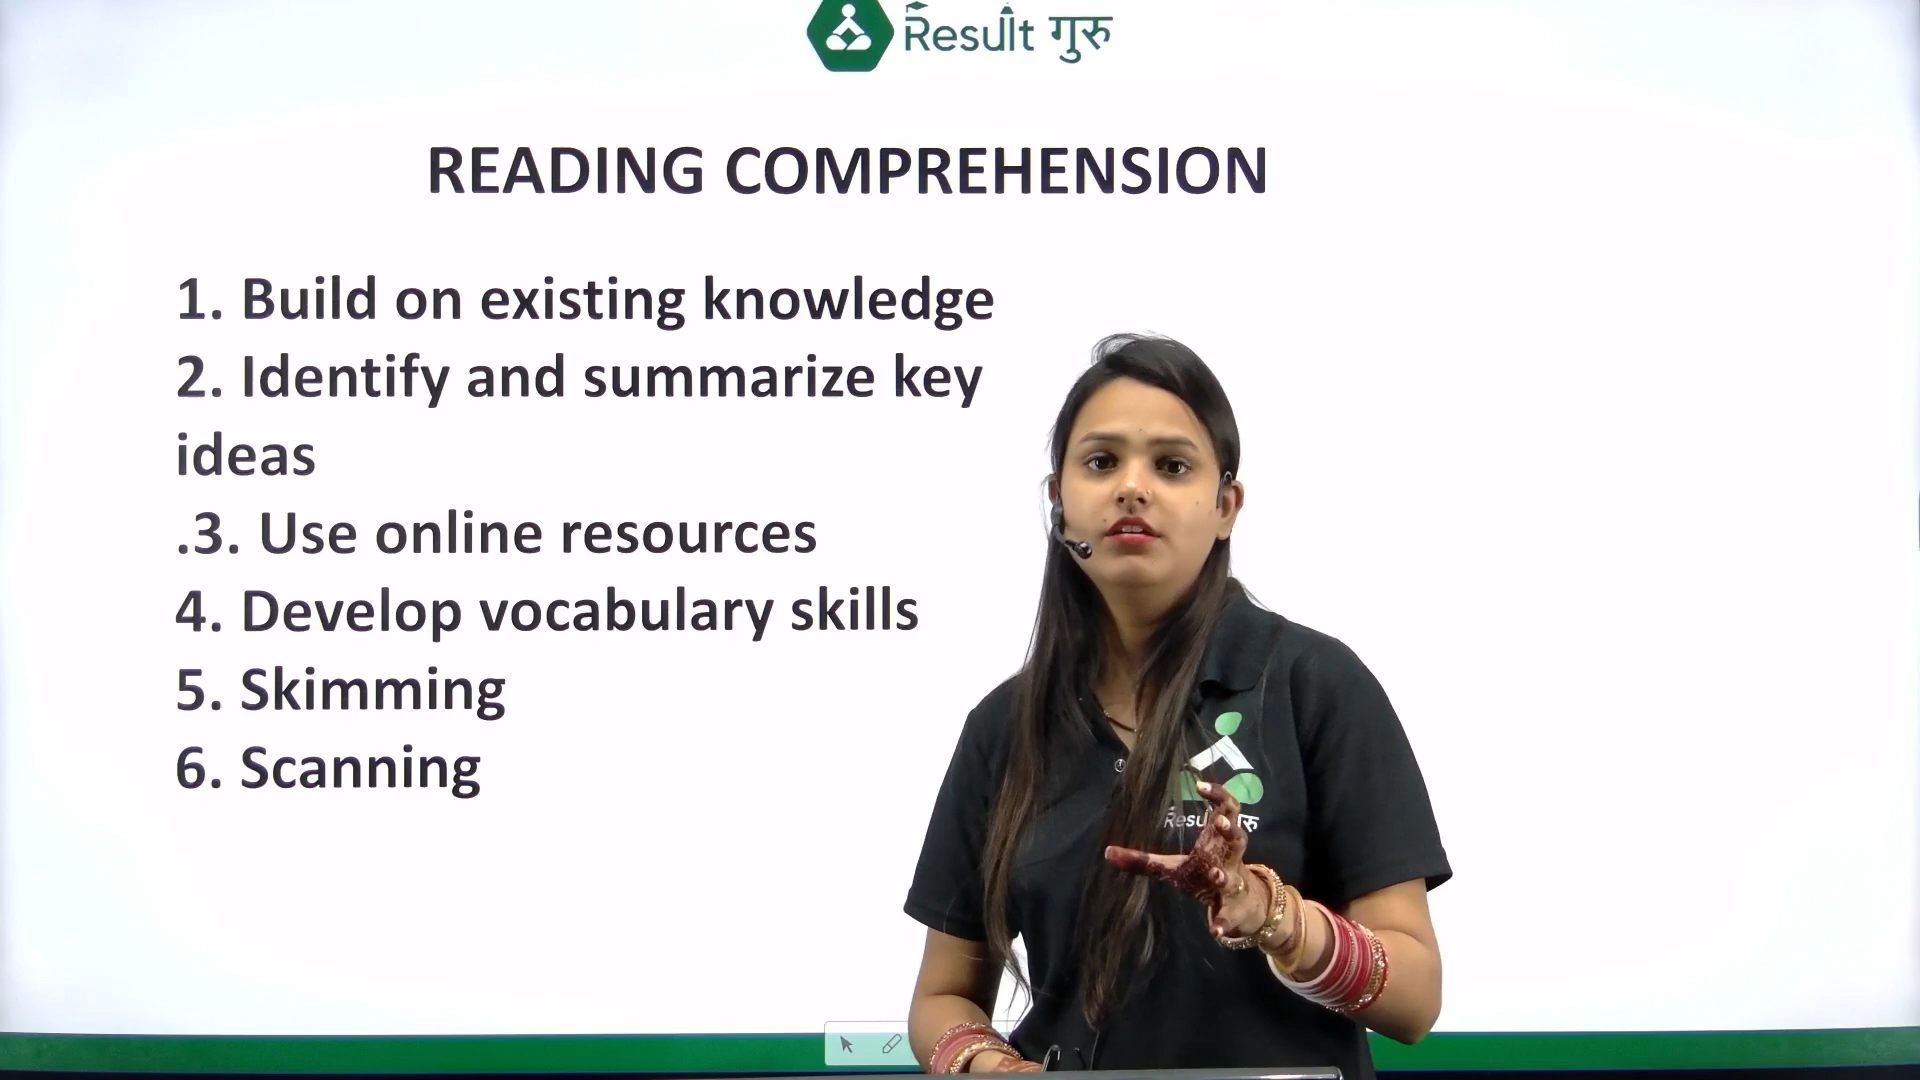 Result गुरु
READING COMPREHENSION
1. Build on existing knowledge
2. Identify and summarize key
ideas
.3. Use online resources
4. Develop vocabulary skills
5. Skimming
6. Scanning